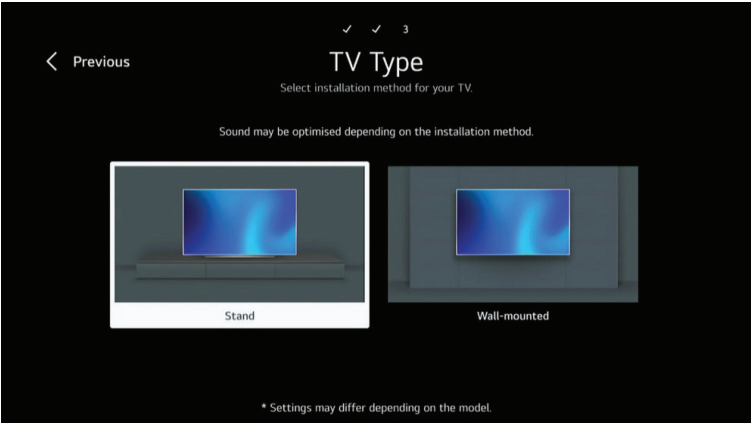 3
Previous
TV Type
Select installation method for your TV.
Sound may be optimised depending on the installation method.
Stand
Wall-mounted
* Settings may differ depending on the model.